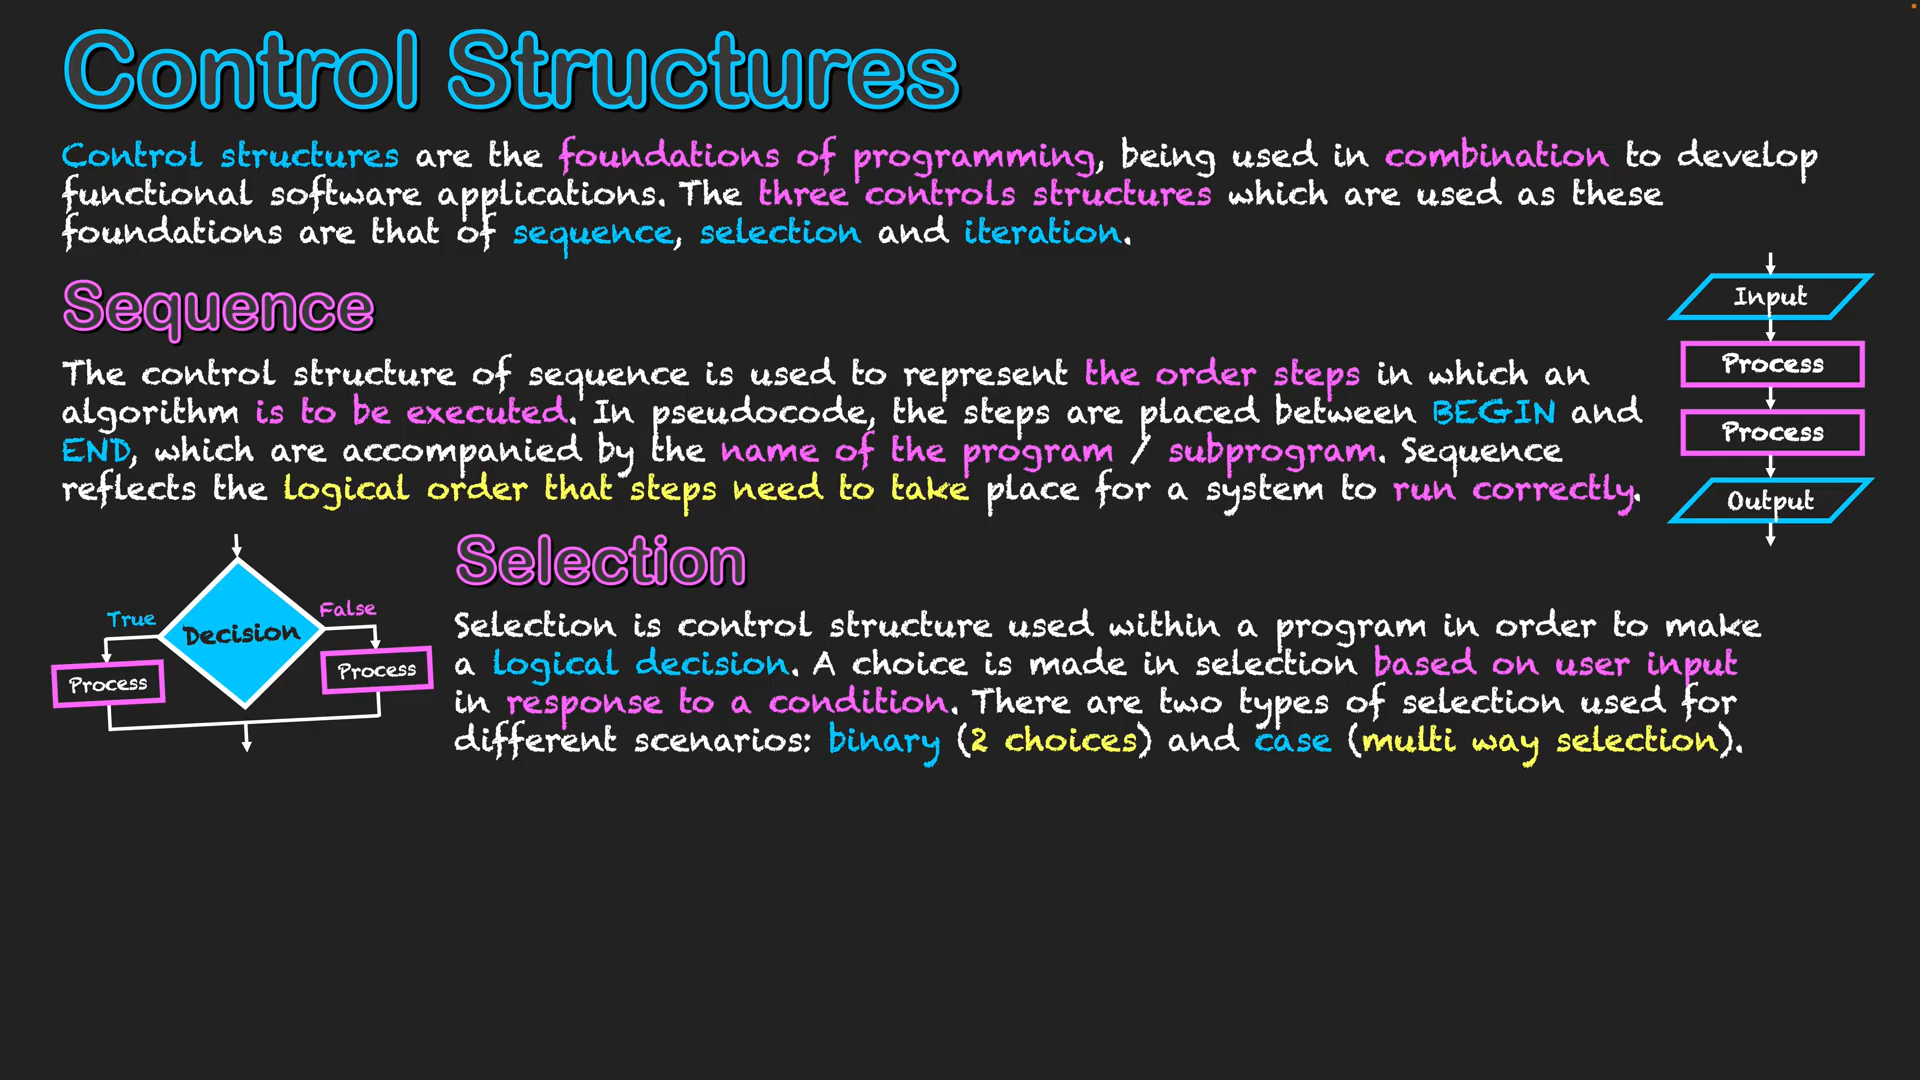 Control Structures
Control structures are the foundations of programming, being used in combination to develop
functional software applications. The three controls structures which are used as these
foundations are that of sequence, selection and iteration.
Sequence
The control structure of sequence is used to represent the order steps in which an
algorithm is to be executed. In pseudocode, the steps are placed between BEGIN and
END, which are accompanied by the name of the program / subprogram. Sequence
reflects the logical order that steps need to take place for a system to run correctly.
Input
Process
Process
Output
True
False
Decision
Process
Process
Selection
Selection is control structure used within a program in order to make
a logical decision. A choice is made in selection based on user input
in response to a condition. There are two types of selection used for
different scenarios: binary (2 choices) and case (multi way selection).